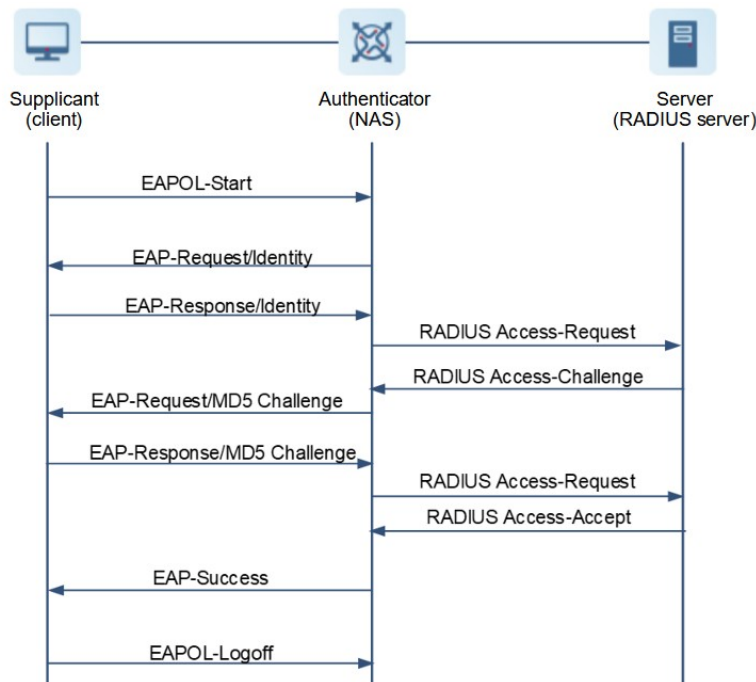 Supplicant
(client)
Authenticator
(NAS)
Server
(RADIUS server)
EAPOL-Start
EAP-Request/Identity
EAP-Response/Identity
RADIUS Access-Request
RADIUS Access-Challenge
EAP-Request/MD5 Challenge
EAP-Response/MD5 Challenge
RADIUS Access-Request
RADIUS Access-Accept
EAP-Success
EAPOL-Logoff